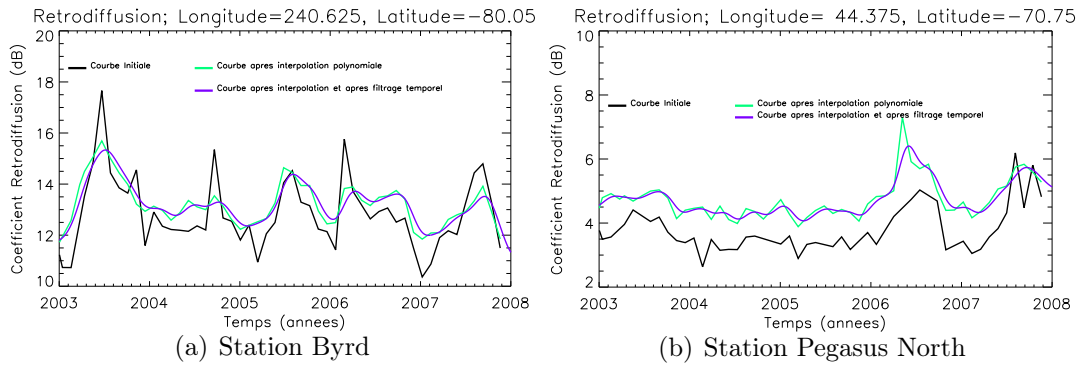 Retrodiffusion; Longitude=240.625, Latitude=−80.05
20
18
16
14
12
10
Coefficient Retrodiffusion (dB)
Courbe Initiale
Courbe apres interpolation polynomiale
Courbe apres interpolation et apres filtrage temporel
2003 2004 2005 2006 2007 2008
Temps (annees)
(a) Station Byrd
Retrodiffusion; Longitude= 44.375, Latitude=−70.75
10
8
6
4
2
Coefficient Retrodiffusion (dB)
Courbe Initiale
Courbe apres interpolation polynomiale
Courbe apres interpolation et apres filtrage temporel
2003 2004 2005 2006 2007 2008
Temps (annees)
(b) Station Pegasus North